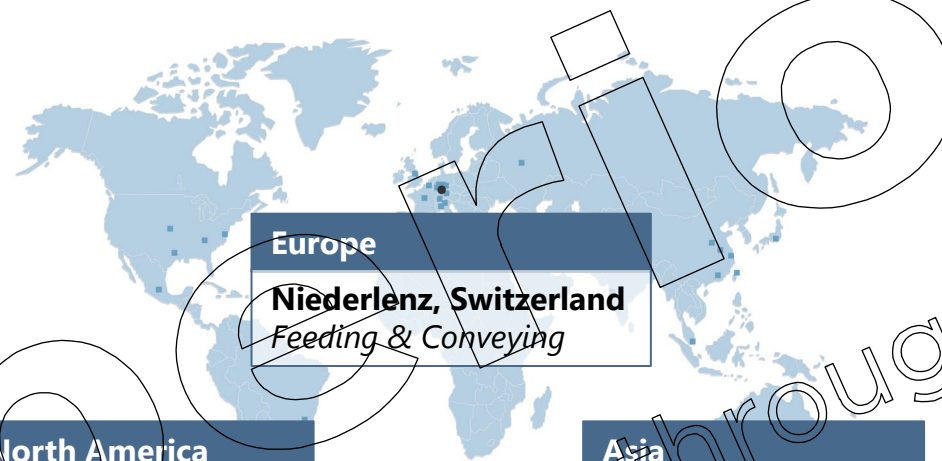 Europe
Niederlenz, Switzerland
Feeding & Conveying
North America
Asia